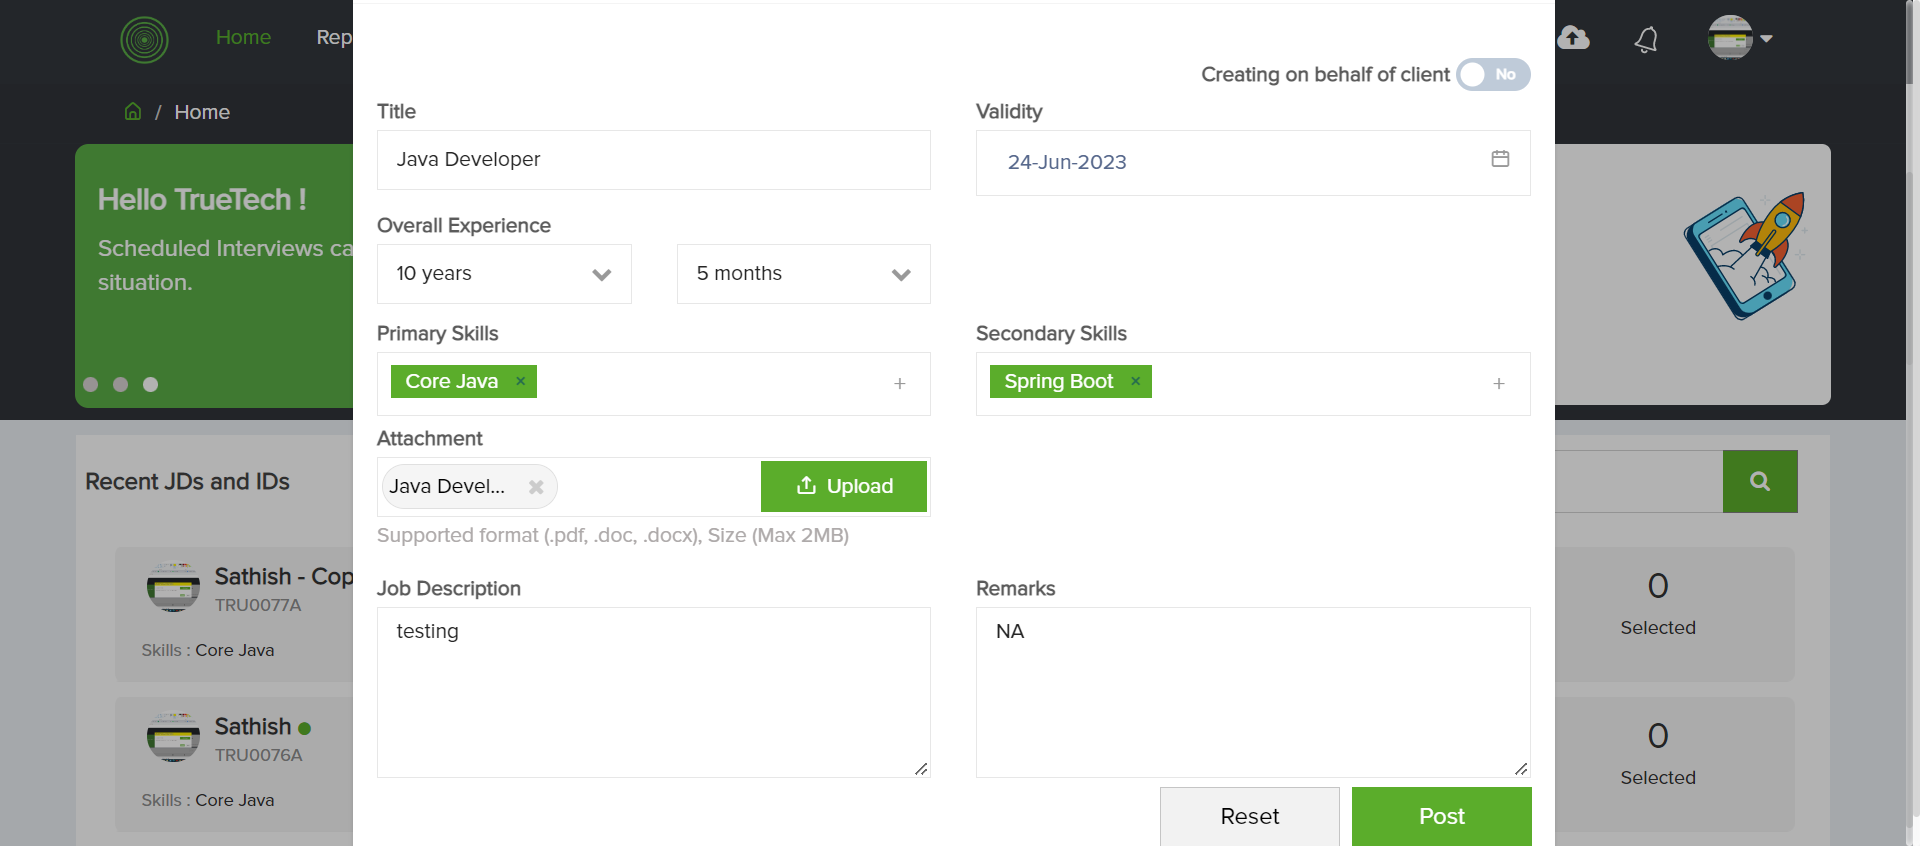 Home
Rep
Home
/ Home
Hello TrueTech !
Scheduled Interviews ca
situation.
Recent JDs and IDs
Sathish - Cop
TRU0077A
Skills : Core Java
Sathish
TRU0076A
Skills : Core Java
Creating on behalf of client No
Title
Java Developer
Validity
24-Jun-2023
Overall Experience
10 years
5 months
Primary Skills
Core Java ×
+
Secondary Skills
Spring Boot ×
+
Attachment
Java Devel...
Upload
Supported format (.pdf, .doc, .docx), Size (Max 2MB)
Job Description
testing
Remarks
NA
Reset
Post
0
Selected
0
Selected